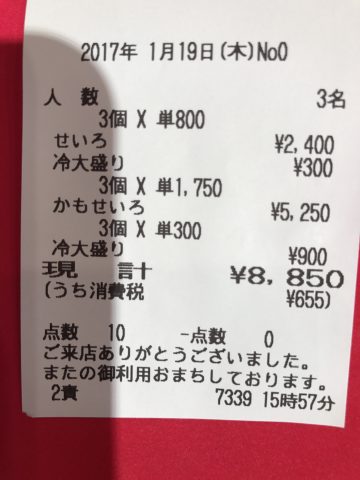 2017年 1月19日(木)No0
人 数 3名
3個 X 単800
せいろ ¥2,400
冷大盛り ¥300
3個 X 単1,750
かもせいろ ¥5,250
3個 X 単300
冷大盛り ¥900
現 計 ¥8,850
(うち消費税 ¥655)
点数 10 -点数 0
ご来店ありがとうございました。
またの御利用おまちしております。
2責 7339 15時57分